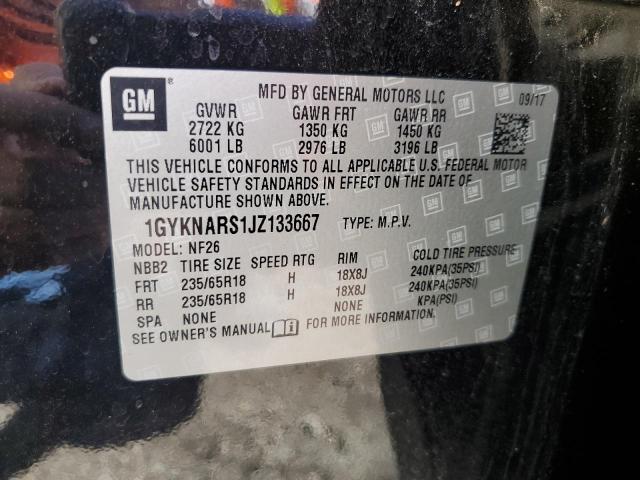 GM
MFD BY GENERAL MOTORS LLC 09/17
GVWR GAWR FRT GAWR RR
2722 KG 1350 KG 1450 KG
6001 LB 2976 LB 3196 LB
THIS VEHICLE CONFORMS TO ALL APPLICABLE U.S. FEDERAL MOTOR
VEHICLE SAFETY STANDARDS IN EFFECT ON THE DATE OF
MANUFACTURE SHOWN ABOVE.
1GYKNARS1JZ133667 TYPE: M.P.V.
MODEL: NF26
NBB2 TIRE SIZE SPEED RTG RIM COLD TIRE PRESSURE
FRT 235/65R18 H 18X8J 240KPA(35PSI)
RR 235/65R18 H 18X8J 240KPA(35PSI)
SPA NONE NONE KPA(PSI)
SEE OWNER'S MANUAL FOR MORE INFORMATION.